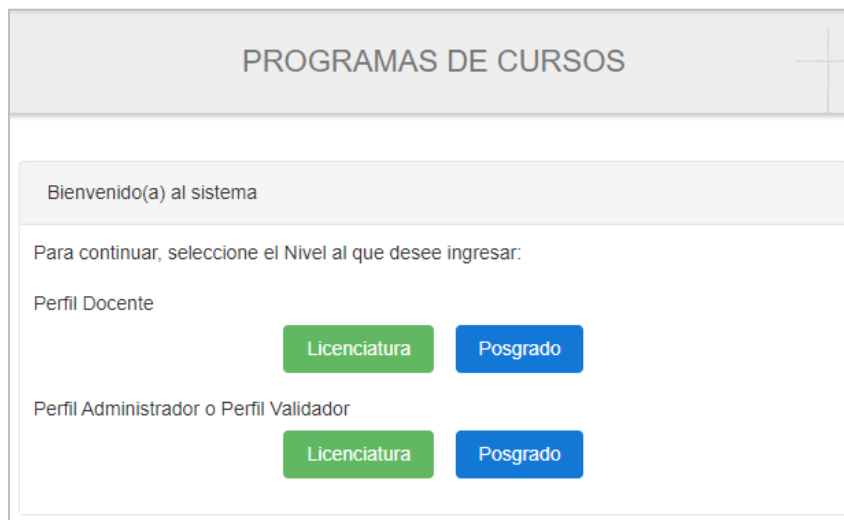 PROGRAMAS DE CURSOS
Bienvenido(a) al sistema
Para continuar, seleccione el Nivel al que desee ingresar:
Perfil Docente
Licenciatura Posgrado
Perfil Administrador o Perfil Validador
Licenciatura Posgrado